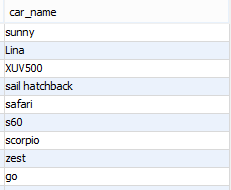 car_name
sunny
Lina
XUV500
sail hatchback
safari
s60
scorpio
zest
go